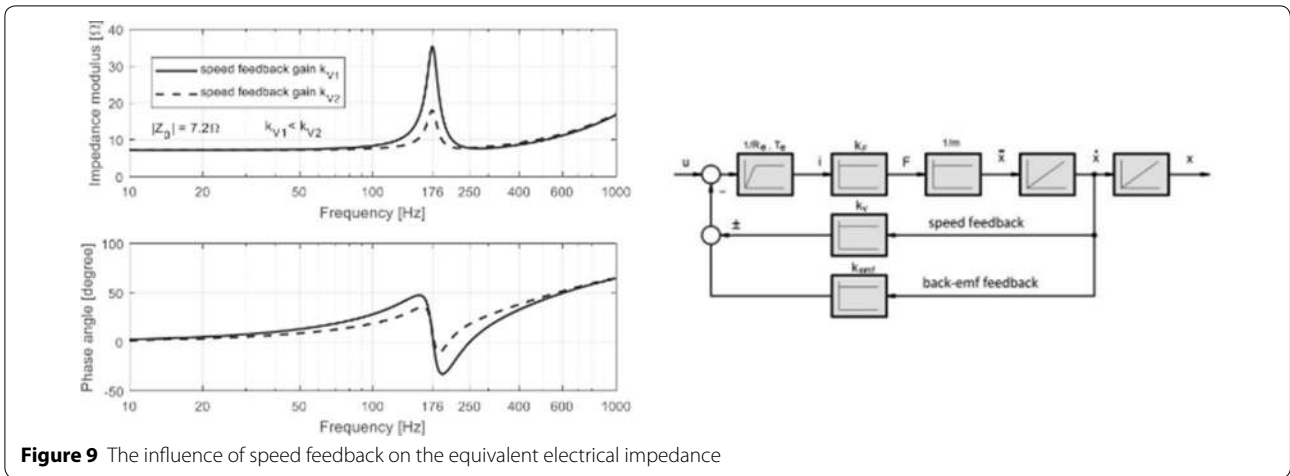 Impedance modulus [Ω]
40
30
20
10
0
speed feedback gain k_V1
speed feedback gain k_V2
|Z_0| = 7.2Ω k_V1 < k_V2
10 20 50 100 176 250 400 600 1000
Frequency [Hz]
Phase angle [degree]
100
50
0
-50
10 20 50 100 176 250 400 600 1000
Frequency [Hz]
1/R_e , T_e k_F 1/m
u i F ẍ ẋ x
−
k_v
± speed feedback
k_emf
back-emf feedback
Figure 9 The influence of speed feedback on the equivalent electrical impedance